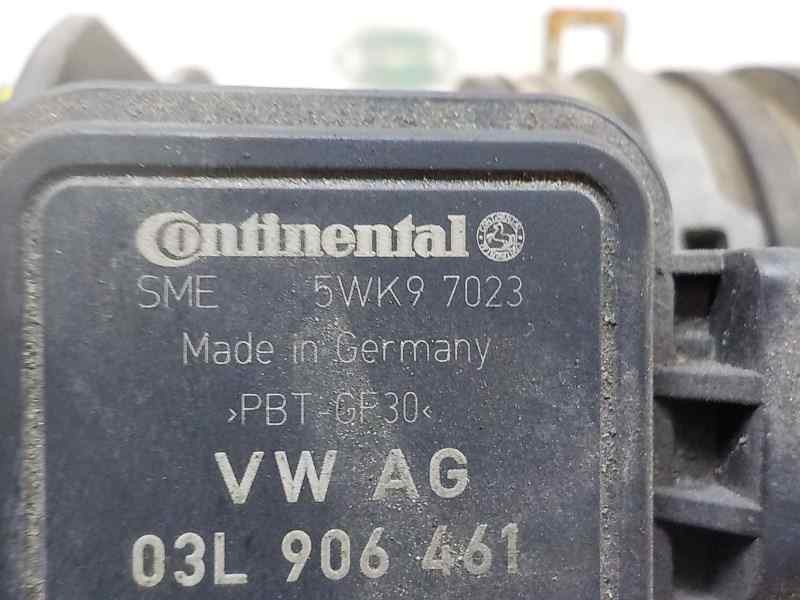 Continental
SME 5WK9 7023
Made in Germany
>PBT-GF30<
VW AG
03L 906 461